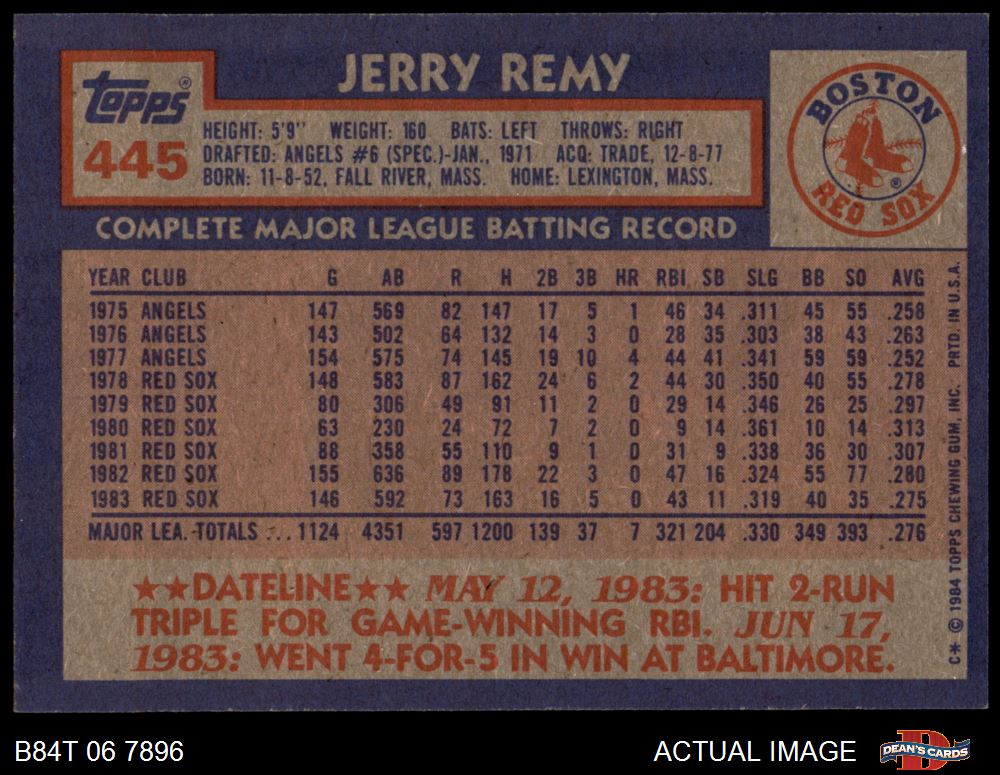 JERRY REMY
topps®
445
HEIGHT: 5'9" WEIGHT: 160 BATS: LEFT THROWS: RIGHT
DRAFTED: ANGELS #6 (SPEC.)-JAN., 1971 ACQ: TRADE, 12-8-77
BORN: 11-8-52, FALL RIVER, MASS. HOME: LEXINGTON, MASS.
BOSTON
RED SOX
®
COMPLETE MAJOR LEAGUE BATTING RECORD
YEAR CLUB G AB R H 2B 3B HR RBI SB SLG BB SO AVG
1975 ANGELS 147 569 82 147 17 5 1 46 34 .311 45 55 .258
1976 ANGELS 143 502 64 132 14 3 0 28 35 .303 38 43 .263
1977 ANGELS 154 575 74 145 19 10 4 44 41 .341 59 59 .252
1978 RED SOX 148 583 87 162 24 6 2 44 30 .350 40 55 .278
1979 RED SOX 80 306 49 91 11 2 0 29 14 .346 26 25 .297
1980 RED SOX 63 230 24 72 7 2 0 9 14 .361 10 14 .313
1981 RED SOX 88 358 55 110 9 1 0 31 9 .338 36 30 .307
1982 RED SOX 155 636 89 178 22 3 0 47 16 .324 55 77 .280
1983 RED SOX 146 592 73 163 16 5 0 43 11 .319 40 35 .275
MAJOR LEA. TOTALS ... 1124 4351 597 1200 139 37 7 321 204 .330 349 393 .276
★★DATELINE★★ MAY 12, 1983: HIT 2-RUN
TRIPLE FOR GAME-WINNING RBI. JUN 17,
1983: WENT 4-FOR-5 IN WIN AT BALTIMORE.
C* © 1984 TOPPS CHEWING GUM, INC. PRTD. IN U.S.A.
B84T 06 7896
ACTUAL IMAGE
D
DEAN'S CARDS